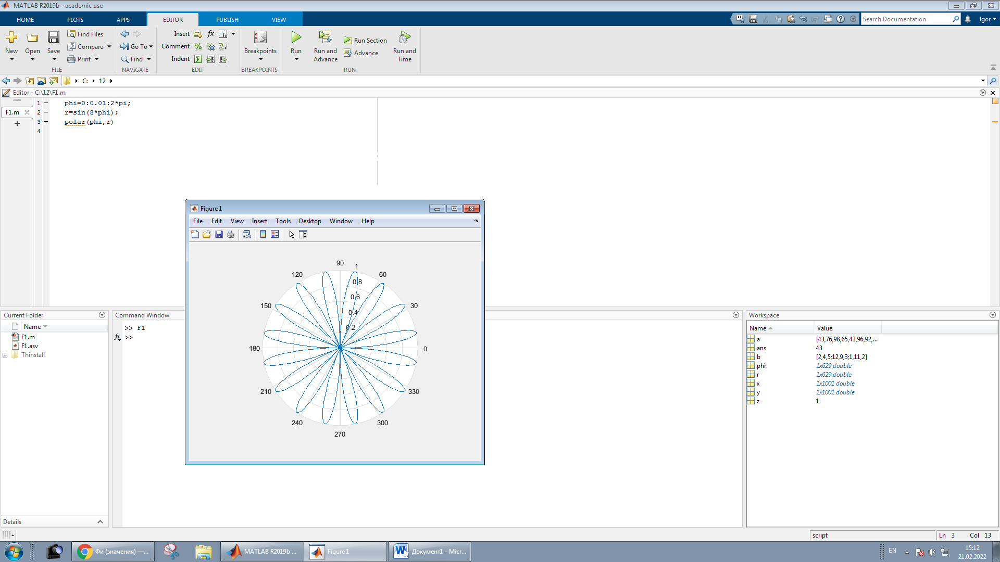 MATLAB R2019b - academic use
HOME PLOTS APPS EDITOR PUBLISH VIEW
Search Documentation
Igor
New
Open
Save
Find Files
Compare
Print
FILE
Go To
Find
NAVIGATE
Insert
Comment
Indent
fx
EDIT
Breakpoints
BREAKPOINTS
Run
Run and Advance
Run Section
Advance
Run and Time
RUN
C: 12
Editor - C:\12\F1.m
F1.m
1 – phi=0:0.01:2*pi;
2 – r=sin(8*phi);
3 – polar(phi,r)
4
Figure 1
File Edit View Insert Tools Desktop Window Help
90
1
120
60
0.8
0.6
150
30
0.4
0.2
180
0
210
330
240
300
270
Current Folder
Name
F1.m
F1.asv
Thinstall
Details
Command Window
>> F1
fx >>
Workspace
Name Value
a [43,76,98,65,43,96,92,...
ans 43
b [2,4,5;12,9,3;1,11,2]
phi 1x629 double
r 1x629 double
x 1x1001 double
y 1x1001 double
z 1
script
Ln 3 Col 13
Фи (значения) —...
MATLAB R2019b ...
Figure 1
Документ1 - Micr...
EN
15:12
21.02.2022